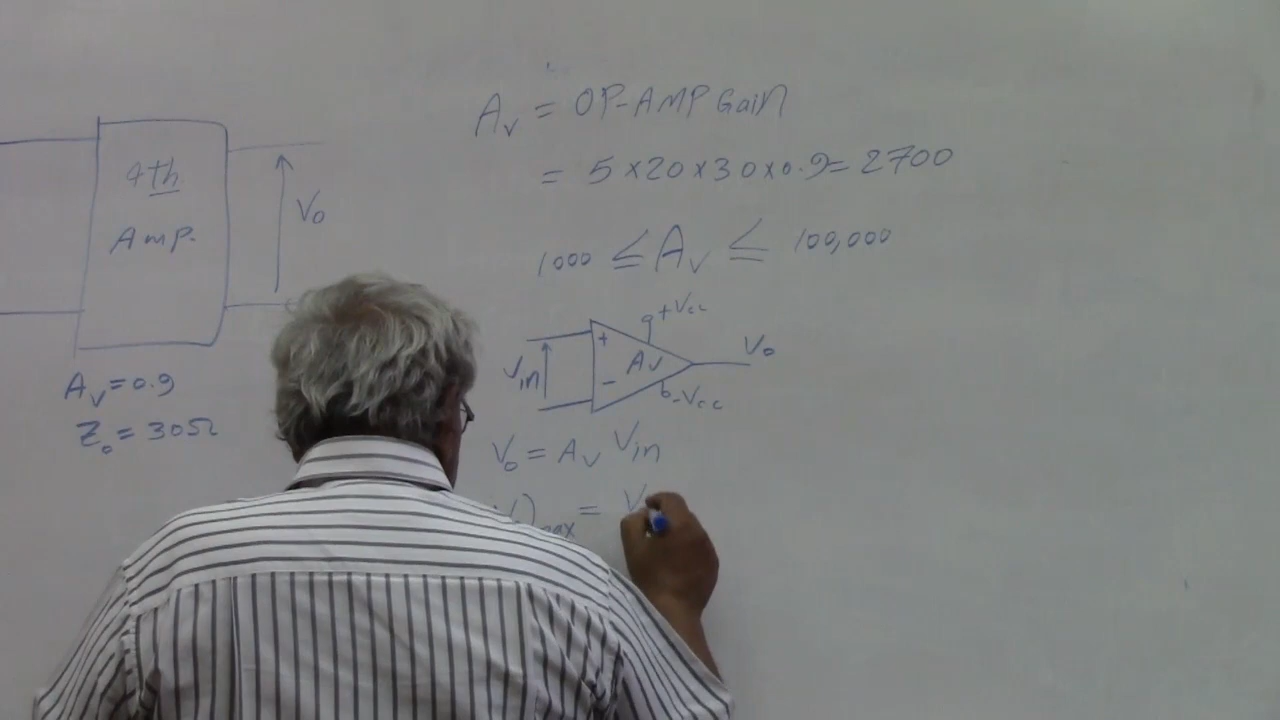 4th
Amp.
Vo
Av = 0.9
Zo = 30Ω
Av = OP-AMP Gain
= 5×20×30×0.9= 2700
1000 ≤ Av ≤ 100,000
+Vcc
+
Vin
Av
Vo
-
-Vcc
Vo = Av Vin
max = V